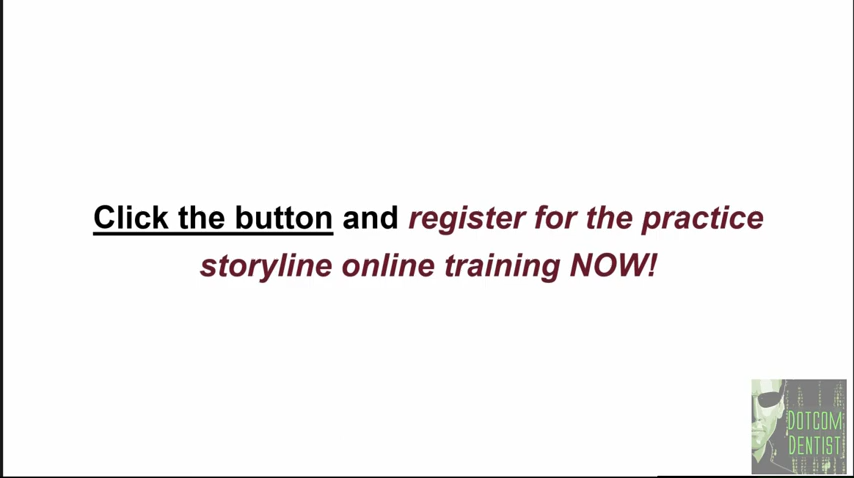 Click the button and register for the practice
storyline online training NOW!
DOTCOM
DENTIST